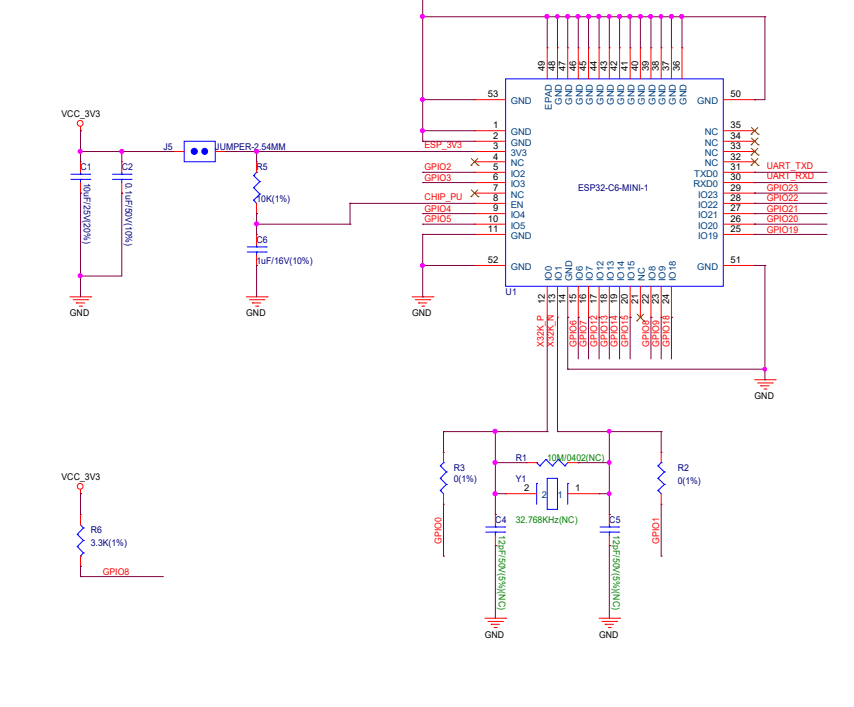 49
48
47
46
45
44
43
42
41
40
39
38
37
36
EPAD
GND
GND
GND
GND
GND
GND
GND
GND
GND
GND
GND
GND
GND
53
GND
GND
50
VCC_3V3
J5
JUMPER-2.54MM
C1
10uF/25V(20%)
C2
0.1uF/50V(10%)
R5
10K(1%)
C6
1uF/16V(10%)
GND
GND
GND
1
GND
2
GND
ESP_3V3
3
3V3
4
NC
GPIO2
5
IO2
GPIO3
6
IO3
7
NC
CHIP_PU
8
EN
GPIO4
9
IO4
GPIO5
10
IO5
11
GND
52
GND
ESP32-C6-MINI-1
NC
35
NC
34
NC
33
NC
32
TXD0
31
UART_TXD
RXD0
30
UART_RXD
IO23
29
GPIO23
IO22
28
GPIO22
IO21
27
GPIO21
IO20
26
GPIO20
IO19
25
GPIO19
GND
51
IO0
IO1
GND
IO6
IO7
IO12
IO13
IO14
IO15
NC
IO8
IO9
IO18
U1
12
13
14
15
16
17
18
19
20
21
22
23
24
X32K_P
X32K_N
GPIO6
GPIO7
GPIO12
GPIO13
GPIO14
GPIO15
GPIO8
GPIO9
GPIO18
GND
R3
0(1%)
GPIO0
R1
10M/0402(NC)
Y1
2
2
1
1
32.768KHz(NC)
R2
0(1%)
GPIO1
C4
12pF/50V(5%)(NC)
C5
12pF/50V(5%)(NC)
GND
GND
VCC_3V3
R6
3.3K(1%)
GPIO8